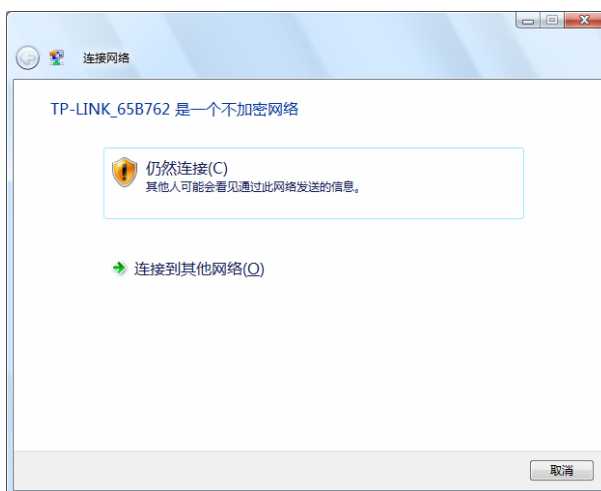 连接网络
TP-LINK_65B762 是一个不加密网络
仍然连接(C)
其他人可能会看见通过此网络发送的信息。
连接到其他网络(O)
取消